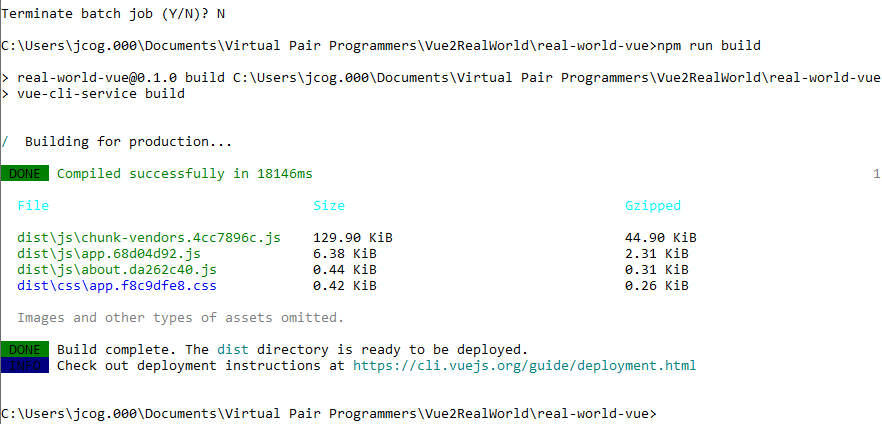 Terminate batch job (Y/N)? N
C:\Users\jcog.000\Documents\Virtual Pair Programmers\Vue2RealWorld\real-world-vue>npm run build
> real-world-vue@0.1.0 build C:\Users\jcog.000\Documents\Virtual Pair Programmers\Vue2RealWorld\real-world-vue
> vue-cli-service build
/  Building for production...
DONE  Compiled successfully in 18146ms 1
File Size Gzipped
dist\js\chunk-vendors.4cc7896c.js 129.90 KiB 44.90 KiB
dist\js\app.68d04d92.js 6.38 KiB 2.31 KiB
dist\js\about.da262c40.js 0.44 KiB 0.31 KiB
dist\css\app.f8c9dfe8.css 0.42 KiB 0.26 KiB
Images and other types of assets omitted.
DONE  Build complete. The dist directory is ready to be deployed.
INFO  Check out deployment instructions at https://cli.vuejs.org/guide/deployment.html
C:\Users\jcog.000\Documents\Virtual Pair Programmers\Vue2RealWorld\real-world-vue>